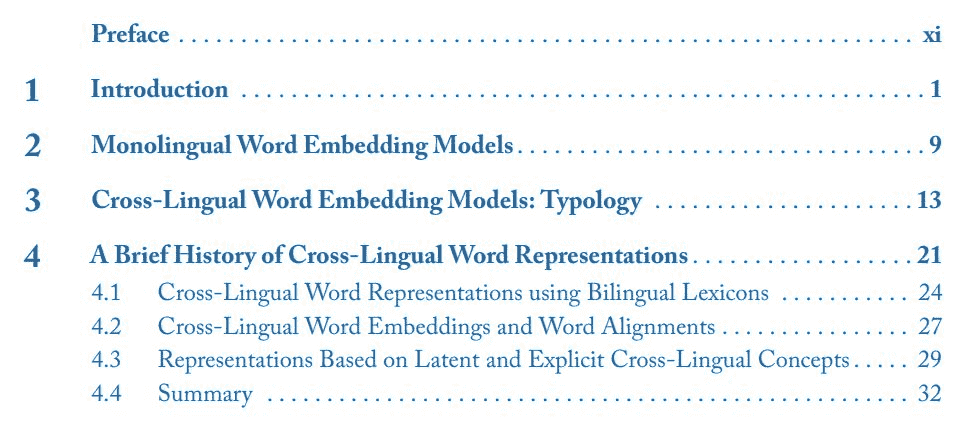 Preface . . . . . . . . . . . . . . . . . . . . . . . . . . . . . . . . . . . . . . . . . . . . . . . . . . . . . . . . . . . . . . . . xi
1 Introduction . . . . . . . . . . . . . . . . . . . . . . . . . . . . . . . . . . . . . . . . . . . . . . . . . . . . . . . . . . 1
2 Monolingual Word Embedding Models . . . . . . . . . . . . . . . . . . . . . . . . . . . . . . . . . . 9
3 Cross-Lingual Word Embedding Models: Typology . . . . . . . . . . . . . . . . . . . . . . 13
4 A Brief History of Cross-Lingual Word Representations . . . . . . . . . . . . . . . . . . . 21
4.1 Cross-Lingual Word Representations using Bilingual Lexicons . . . . . . . . . . . 24
4.2 Cross-Lingual Word Embeddings and Word Alignments . . . . . . . . . . . . . . . . 27
4.3 Representations Based on Latent and Explicit Cross-Lingual Concepts . . . . . 29
4.4 Summary . . . . . . . . . . . . . . . . . . . . . . . . . . . . . . . . . . . . . . . . . . . . . . . . . . . . . . . 32